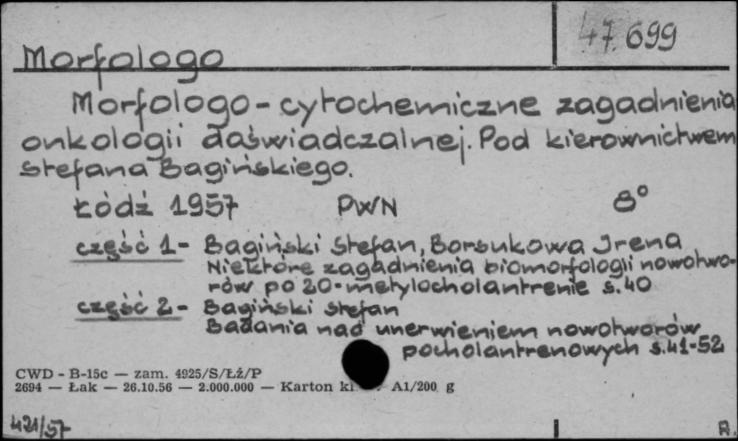 47.699
Morfologo
Morfologo-cytochemiczne zagadnienia
onkologii daświadczalnej. Pod kierownictwem
Stefana Bagińskiego.
Łódź 1957 PWN 8°
część 1- Bagiński Stefan, Borsukowa Irena
Niektóre zagadnienia biomorfologii nowotwo-
rów po 20-metylocholantrenie s.40
część 2- Bagiński Stefan
Badania nad unerwieniem nowotworów
pocholantrenowych s.41-52
CWD - B-15c — zam. 4925/S/Łź/P
2694 — Łak — 26.10.56 — 2.000.000 — Karton kl. A1/200 g
421/57 R.